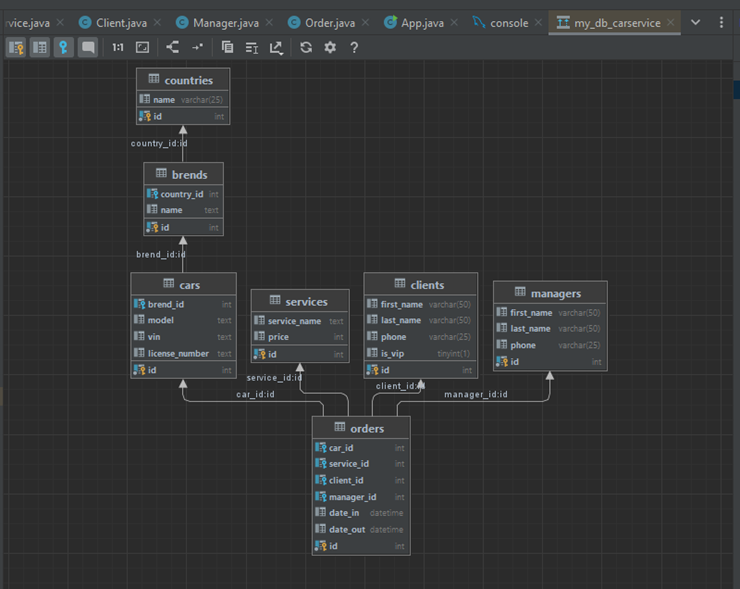 vice.java Client.java Manager.java Order.java App.java console my_db_carservice
1:1 ?
countries
name varchar(25)
id int
country_id:id
brends
country_id int
name text
id int
brend_id:id
cars
brend_id int
model text
vin text
license_number text
id int
services
service_name text
price int
id int
clients
first_name varchar(50)
last_name varchar(50)
phone varchar(25)
is_vip tinyint(1)
id int
managers
first_name varchar(50)
last_name varchar(50)
phone varchar(25)
id int
service_id:id
client_id:id
car_id:id
manager_id:id
orders
car_id int
service_id int
client_id int
manager_id int
date_in datetime
date_out datetime
id int